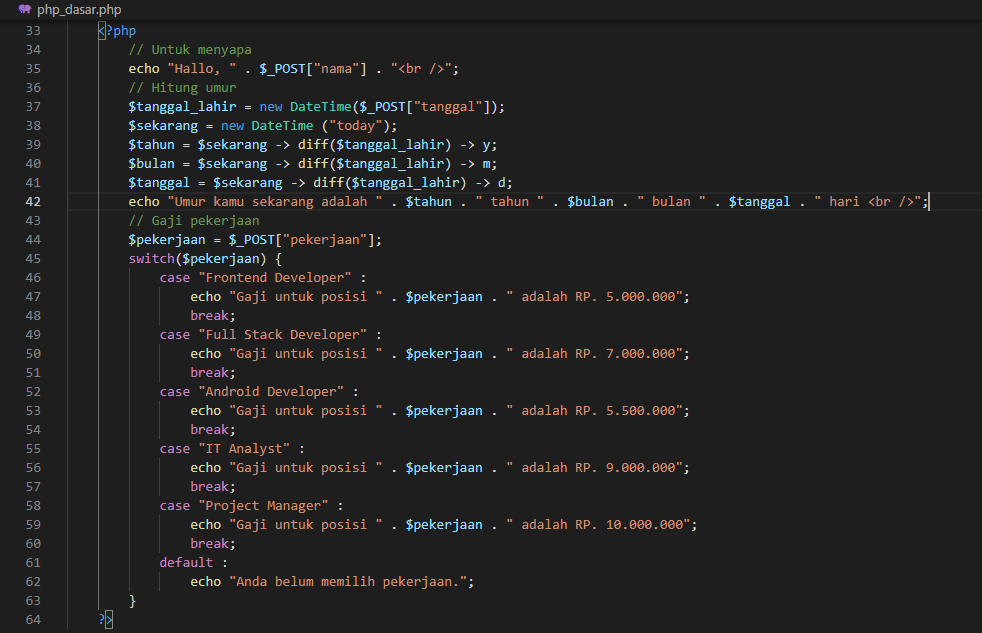 php_dasar.php
33 <?php
34 // Untuk menyapa
35 echo "Hallo, " . $_POST["nama"] . "<br />";
36 // Hitung umur
37 $tanggal_lahir = new DateTime($_POST["tanggal"]);
38 $sekarang = new DateTime ("today");
39 $tahun = $sekarang -> diff($tanggal_lahir) -> y;
40 $bulan = $sekarang -> diff($tanggal_lahir) -> m;
41 $tanggal = $sekarang -> diff($tanggal_lahir) -> d;
42 echo "Umur kamu sekarang adalah " . $tahun . " tahun " . $bulan . " bulan " . $tanggal . " hari <br />";
43 // Gaji pekerjaan
44 $pekerjaan = $_POST["pekerjaan"];
45 switch($pekerjaan) {
46 case "Frontend Developer" :
47 echo "Gaji untuk posisi " . $pekerjaan . " adalah RP. 5.000.000";
48 break;
49 case "Full Stack Developer" :
50 echo "Gaji untuk posisi " . $pekerjaan . " adalah RP. 7.000.000";
51 break;
52 case "Android Developer" :
53 echo "Gaji untuk posisi " . $pekerjaan . " adalah RP. 5.500.000";
54 break;
55 case "IT Analyst" :
56 echo "Gaji untuk posisi " . $pekerjaan . " adalah RP. 9.000.000";
57 break;
58 case "Project Manager" :
59 echo "Gaji untuk posisi " . $pekerjaan . " adalah RP. 10.000.000";
60 break;
61 default :
62 echo "Anda belum memilih pekerjaan.";
63 }
64 ?>